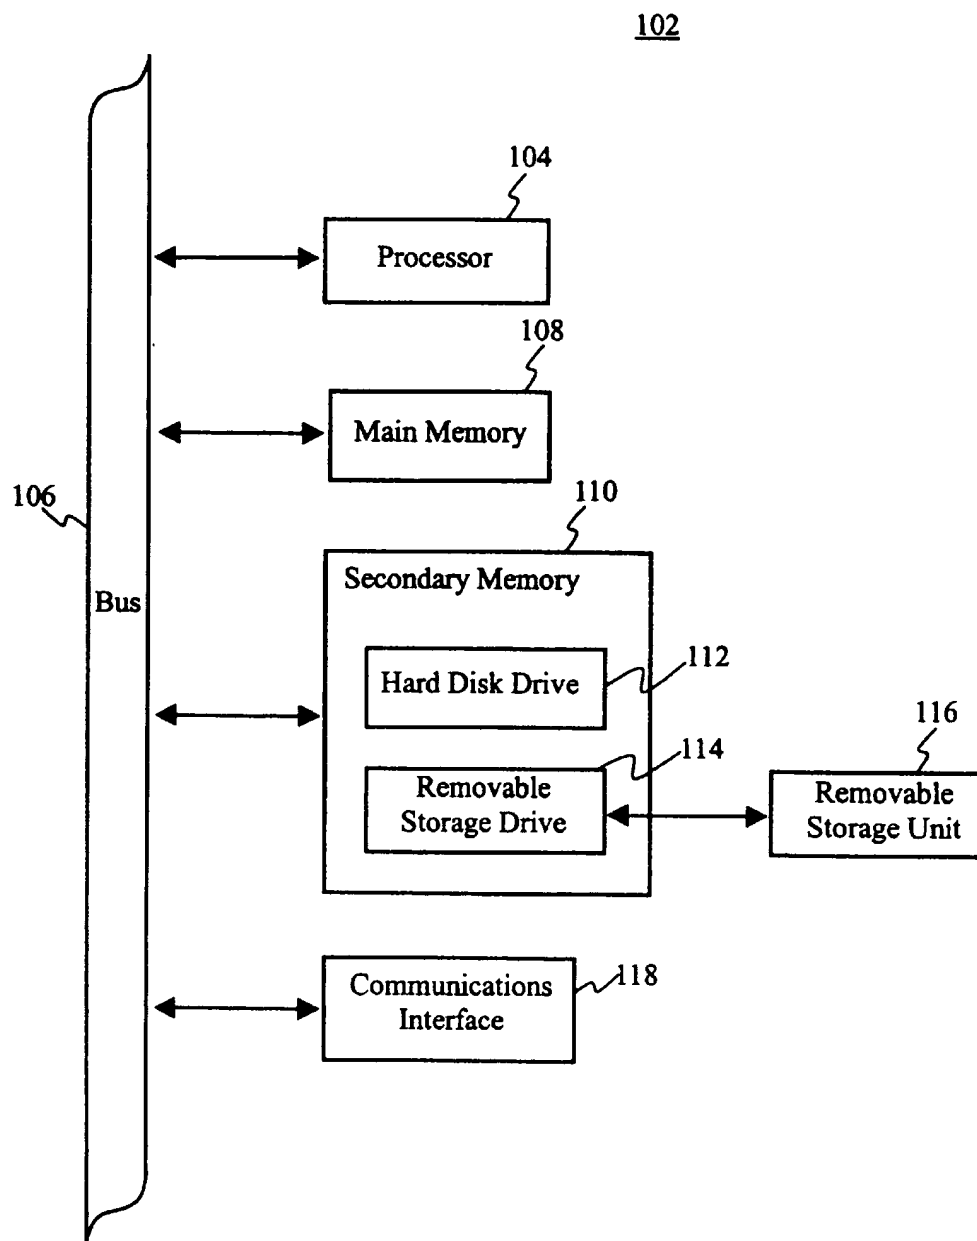 102
104
Processor
108
Main Memory
106
110
Secondary Memory
Bus
112
Hard Disk Drive
114
116
Removable
Storage Drive
Removable
Storage Unit
118
Communications
Interface